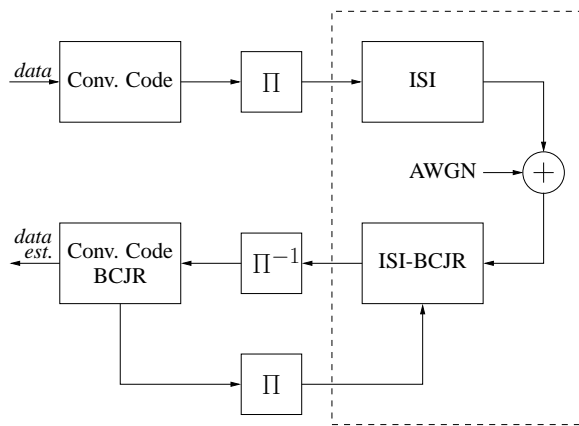 data
Conv. Code
Π
ISI
AWGN
+
data
est.
Conv. Code
BCJR
Π⁻¹
ISI-BCJR
Π